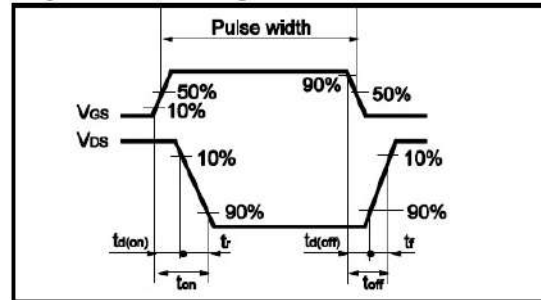 Pulse width
90%
50%
50%
10%
VGS
VDS
10%
10%
90%
90%
td(on)
tr
td(off)
tf
ton
toff